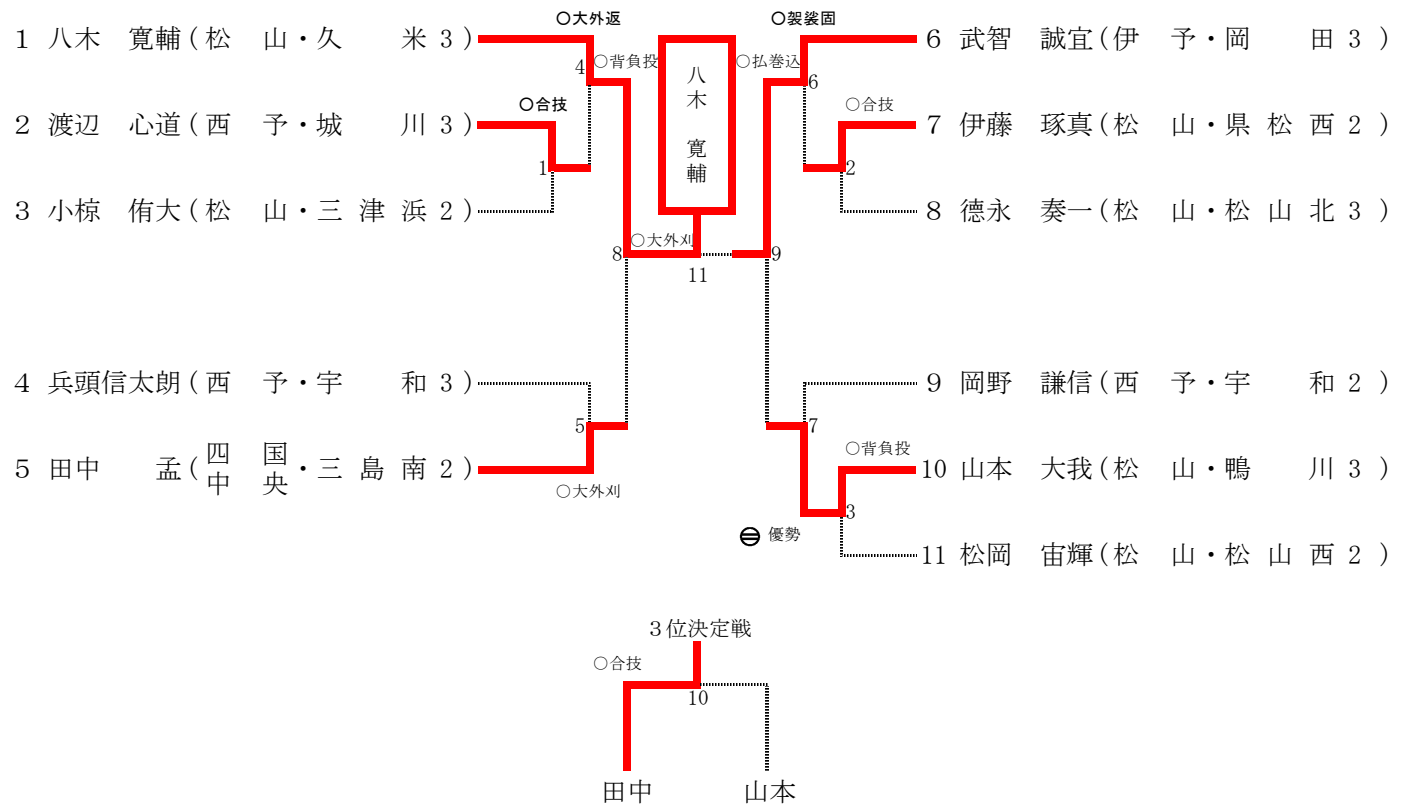 ○大外返 ○袈裟固
1 八木 寛輔(松 山・久 米 3) 6 武智 誠宜(伊 予・岡 田 3)
4 ○背負投 八木 寛輔 ○払巻込 6
○合技 ○合技
2 渡辺 心道(西 予・城 川 3) 7 伊藤 琢真(松 山・県 松 西 2)
1 2
3 小椋 侑大(松 山・三 津 浜 2) 8 德永 奏一(松 山・松 山 北 3)
○大外刈
8 11 9
4 兵頭信太朗(西 予・宇 和 3) 9 岡野 謙信(西 予・宇 和 2)
5 7
○背負投
5 田中 孟(四国中央・三 島 南 2) 10 山本 大我(松 山・鴨 川 3)
○大外刈 3
優勢
11 松岡 宙輝(松 山・松 山 西 2)
3位決定戦
○合技
10
田中 山本